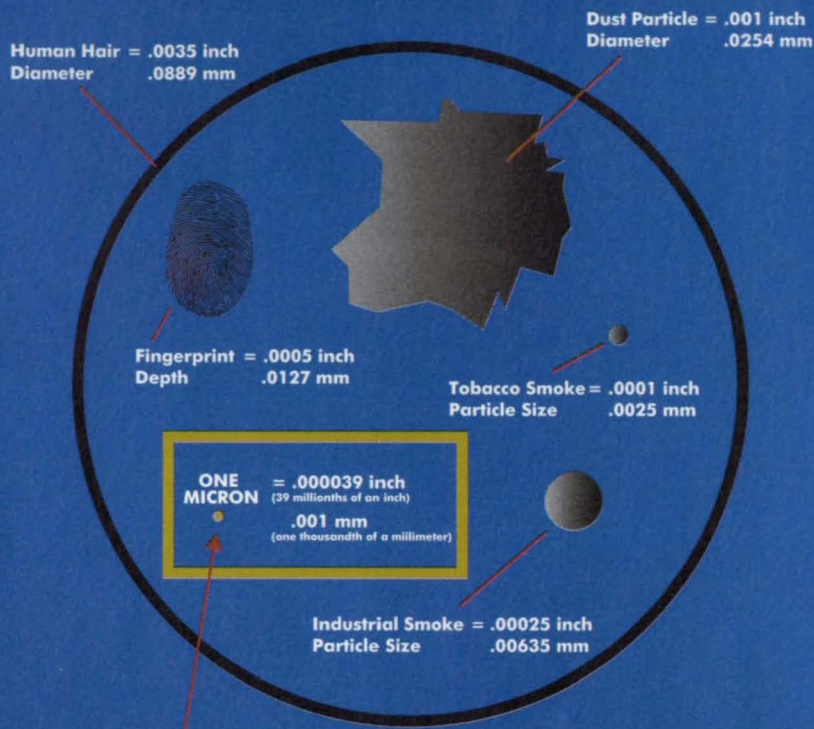 Dust Particle = .001 inch
Diameter .0254 mm
Human Hair = .0035 inch
Diameter .0889 mm
Fingerprint = .0005 inch
Depth .0127 mm
Tobacco Smoke = .0001 inch
Particle Size .0025 mm
ONE = .000039 inch
MICRON (39 millionths of an inch)
.001 mm
(one thousandth of a miilimeter)
Industrial Smoke = .00025 inch
Particle Size .00635 mm